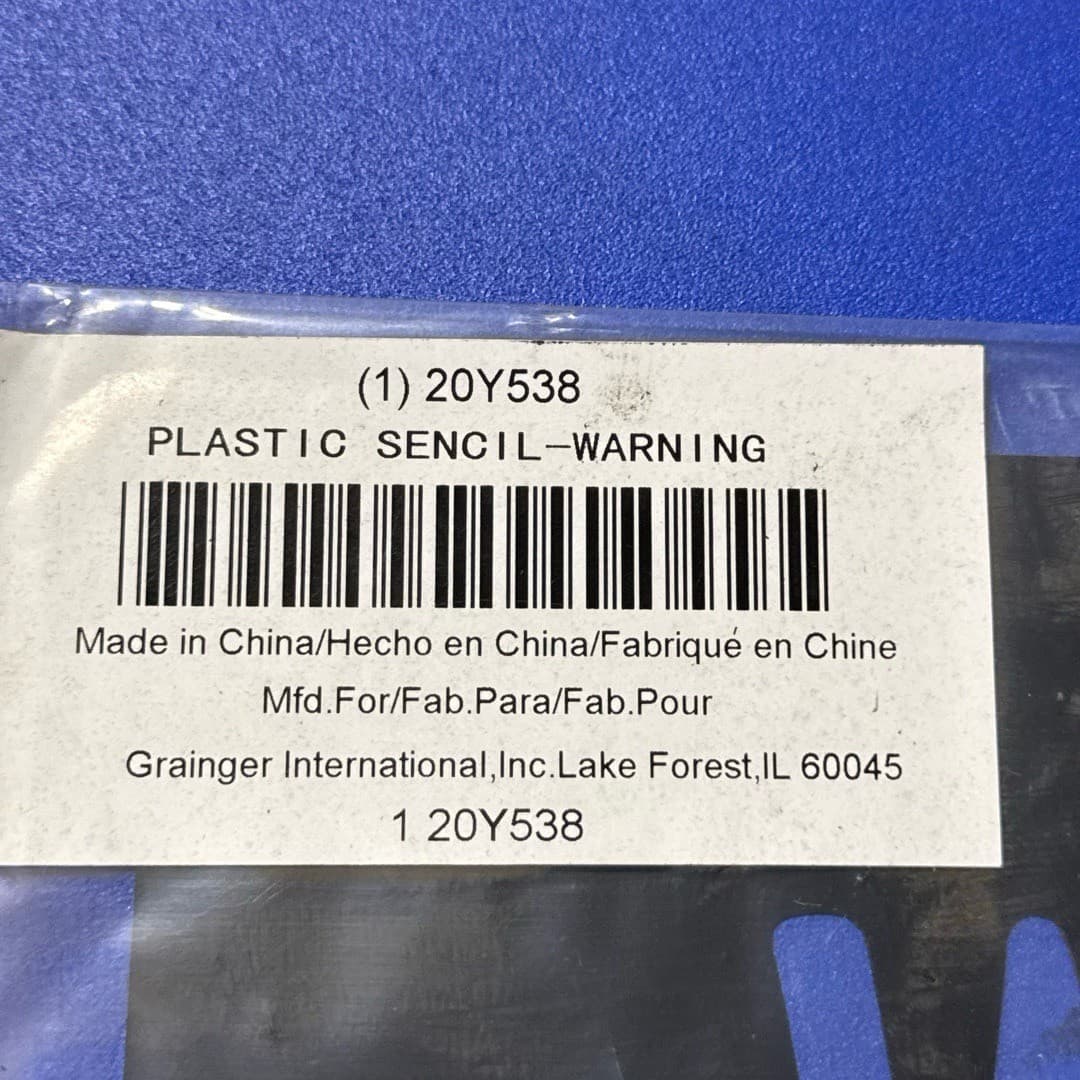 (1) 20Y538
PLASTIC SENCIL-WARNING
Made in China/Hecho en China/Fabriqué en Chine
Mfd.For/Fab.Para/Fab.Pour
Grainger International,Inc.Lake Forest,IL 60045
1 20Y538